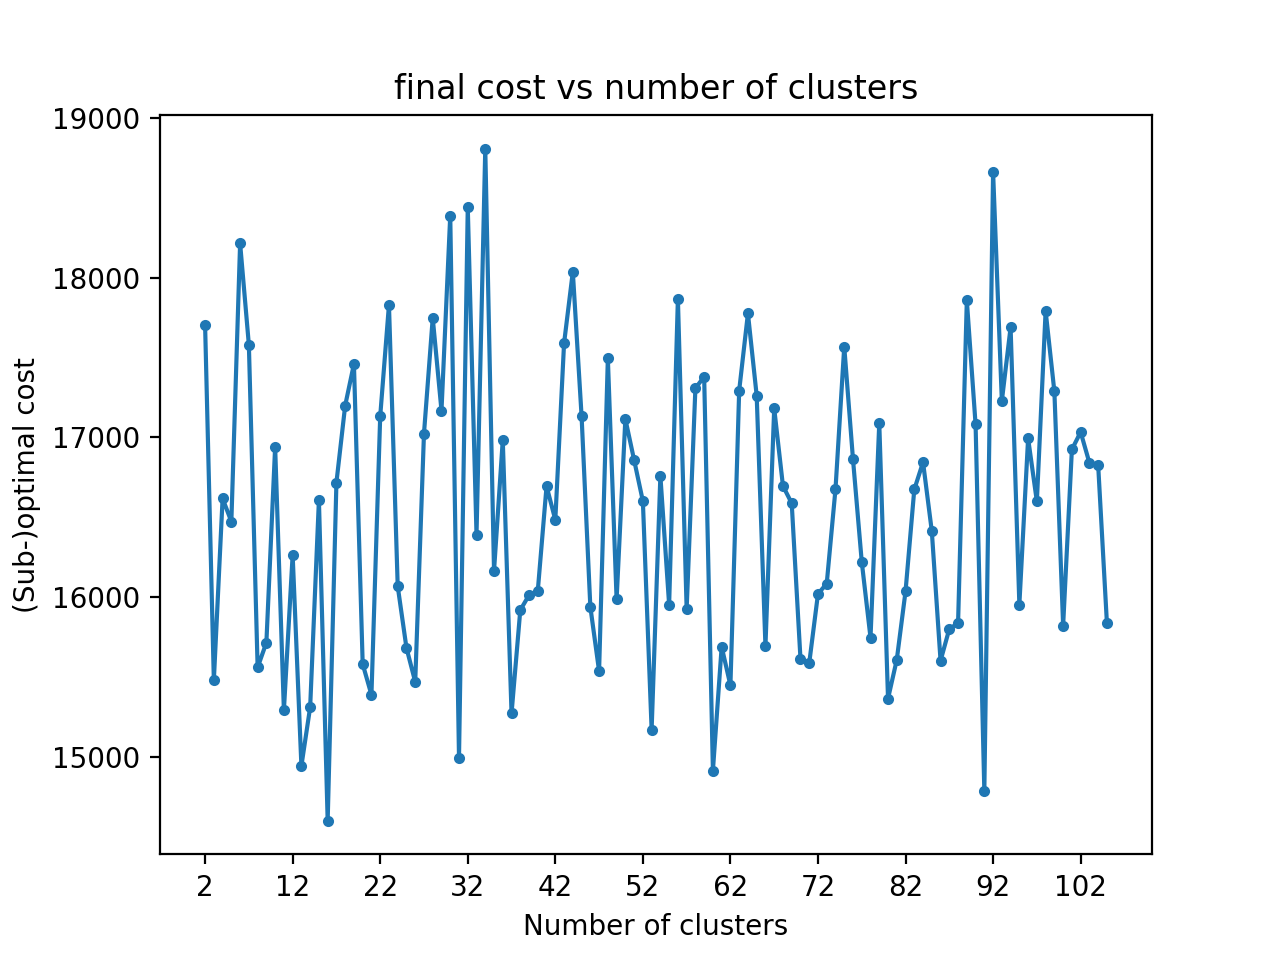 final cost vs number of clusters
19000
18000
17000
16000
15000
(Sub-)optimal cost
2 12 22 32 42 52 62 72 82 92 102
Number of clusters